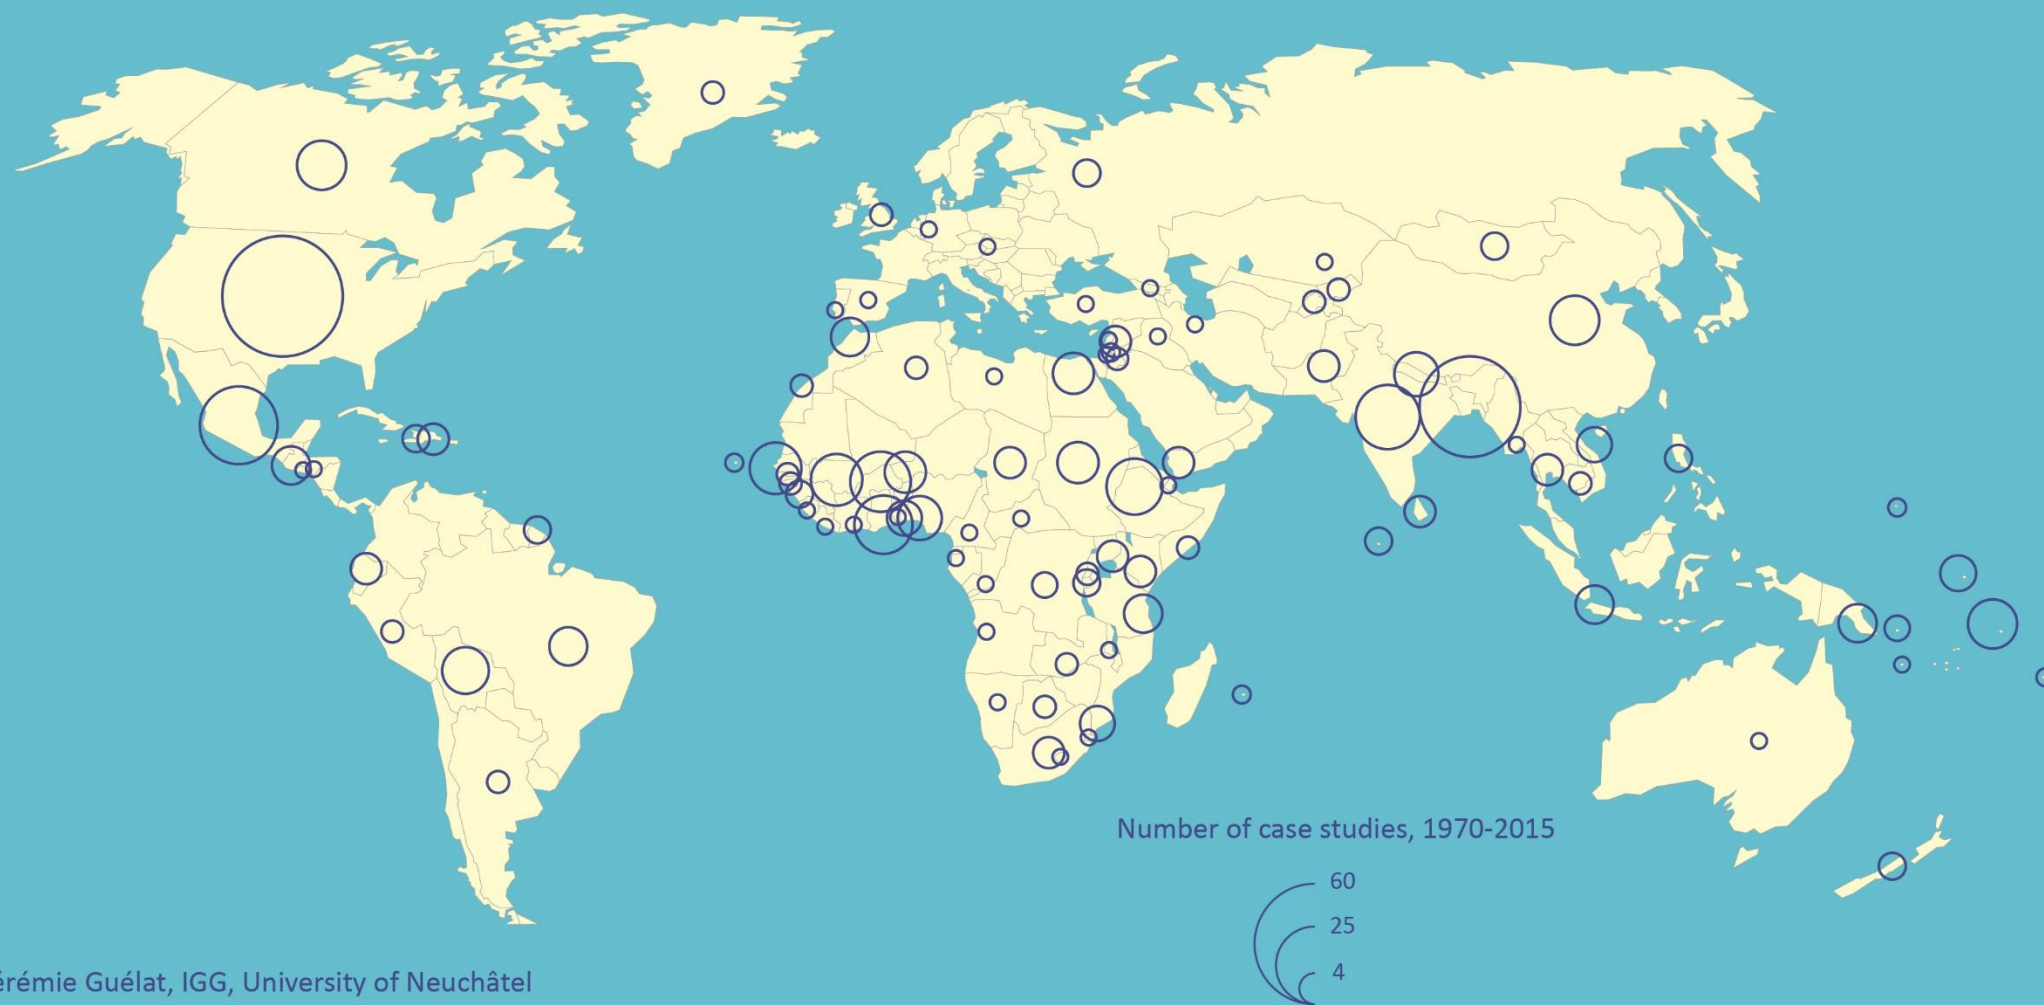 Number of case studies, 1970-2015
60
25
4
érémie Guélat, IGG, University of Neuchâtel